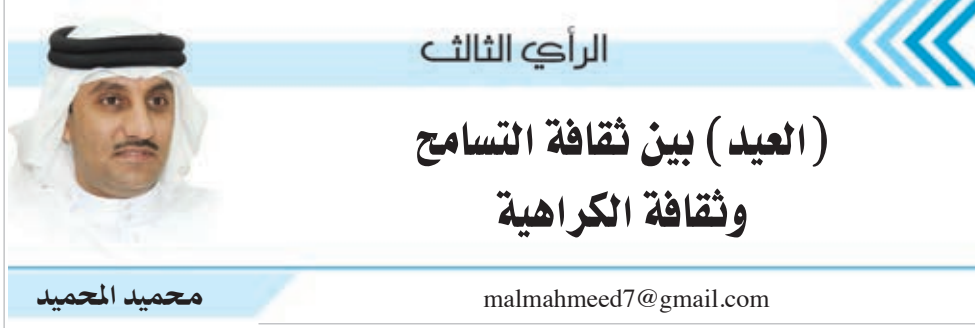 الرأي الثالث
(العيد) بين ثقافة التسامح
وثقافة الكراهية
محميد المحميد
malmahmeed7@gmail.com